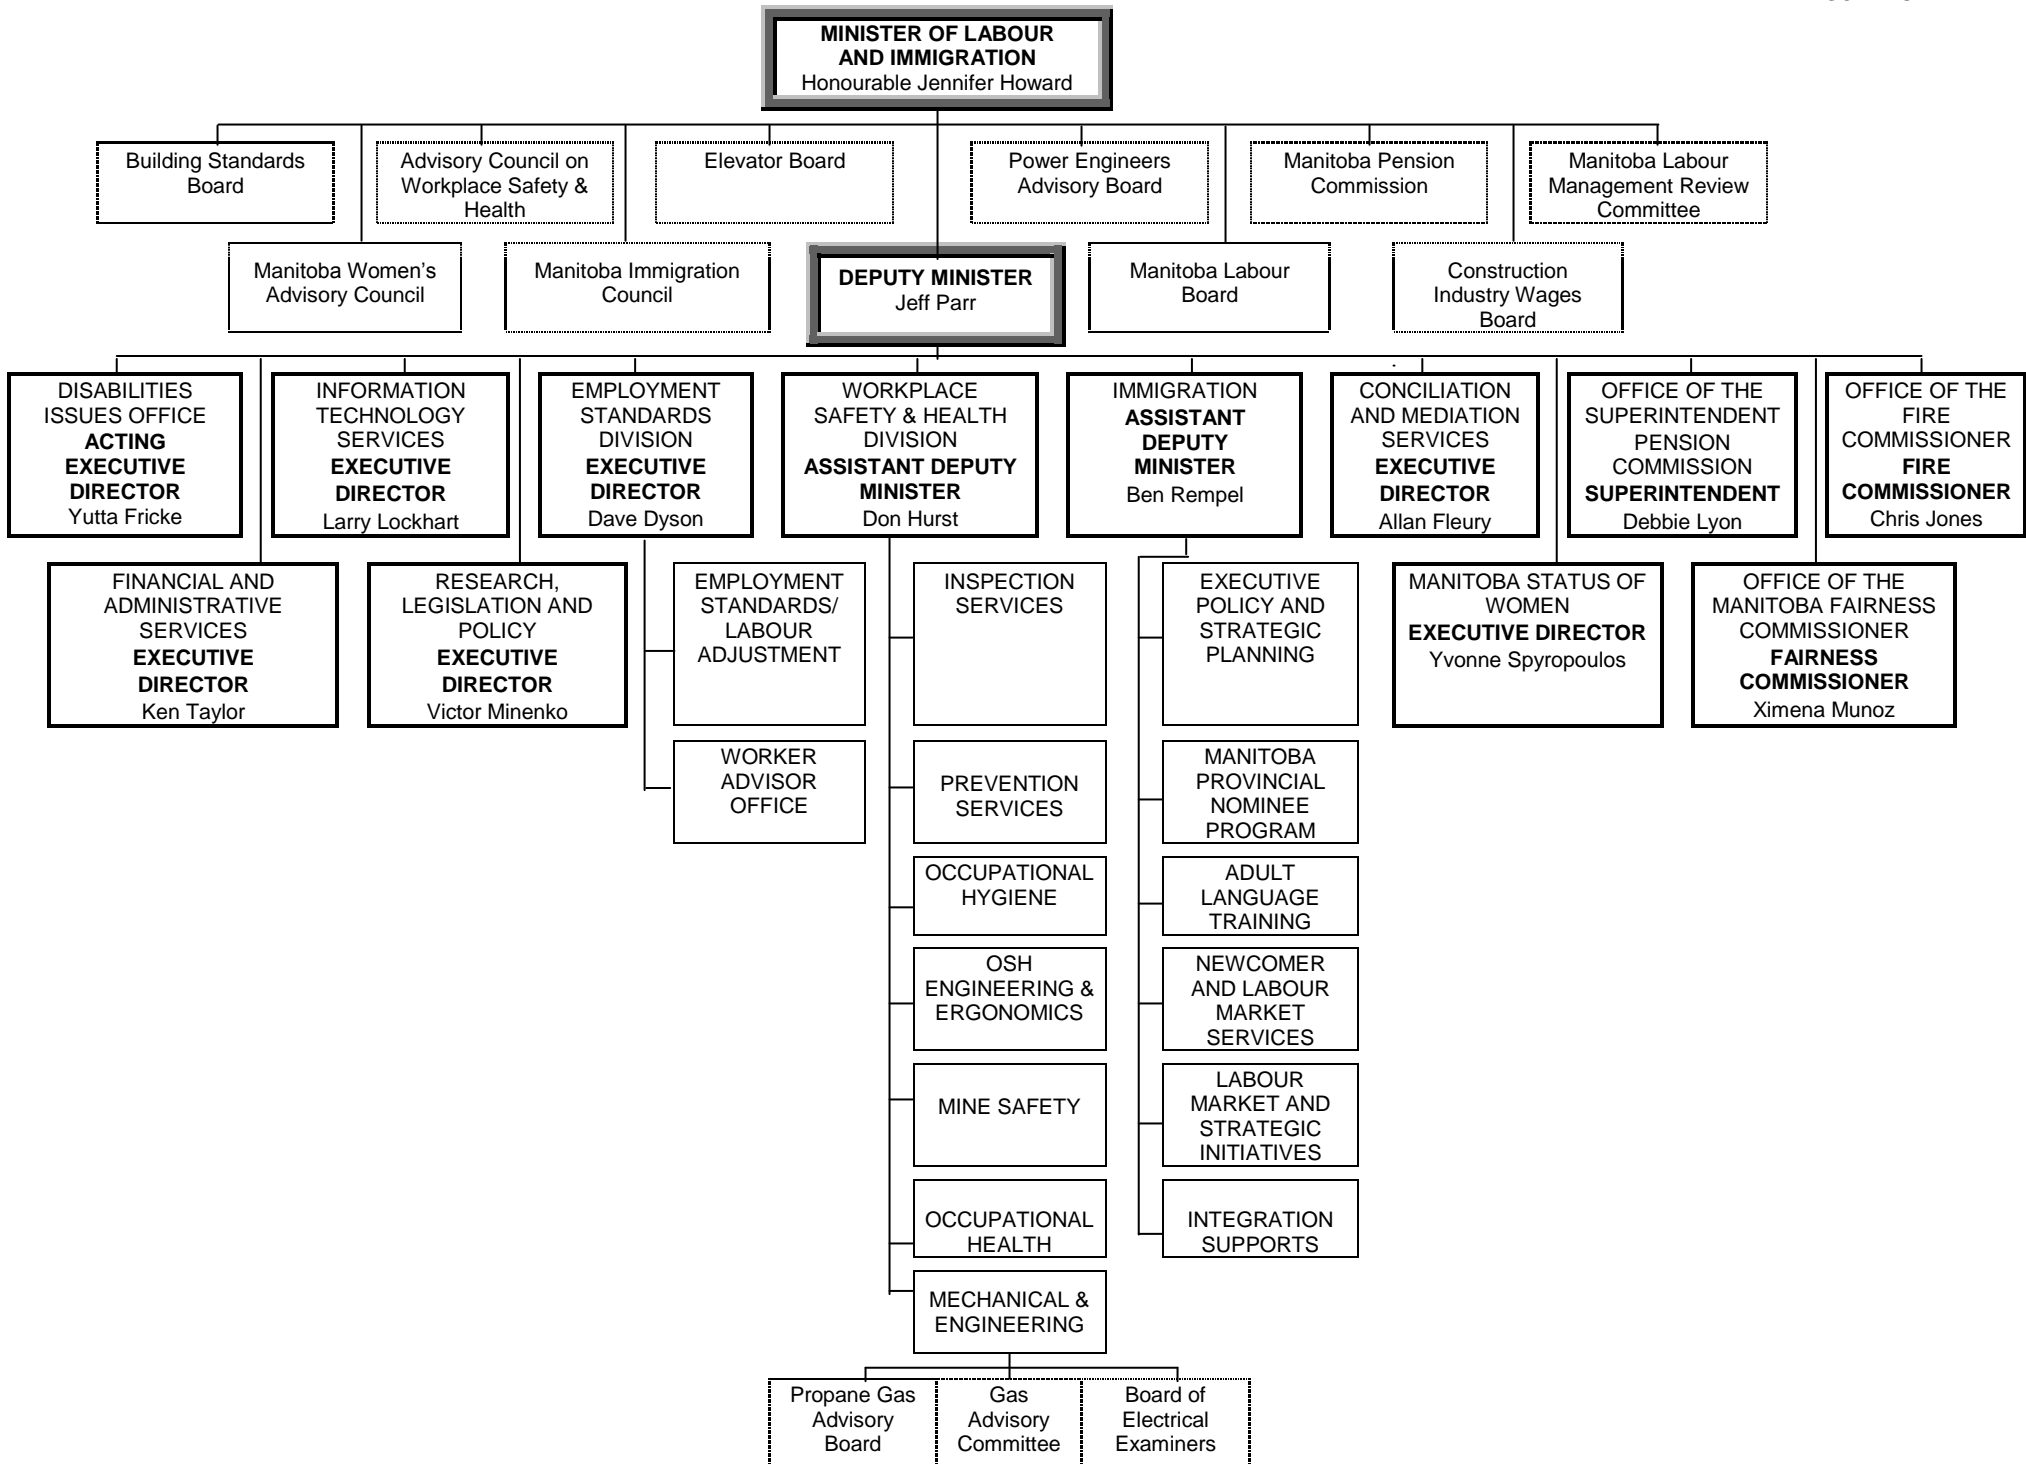 MINISTER OF LABOUR
AND IMMIGRATION
Honourable Jennifer Howard
Building Standards
Board
Advisory Council on
Workplace Safety &
Health
Elevator Board
Power Engineers
Advisory Board
Manitoba Pension
Commission
Manitoba Labour
Management Review
Committee
Manitoba Women's
Advisory Council
Manitoba Immigration
Council
DEPUTY MINISTER
Jeff Parr
Manitoba Labour
Board
Construction
Industry Wages
Board
DISABILITIES
ISSUES OFFICE
ACTING
EXECUTIVE
DIRECTOR
Yutta Fricke
INFORMATION
TECHNOLOGY
SERVICES
EXECUTIVE
DIRECTOR
Larry Lockhart
EMPLOYMENT
STANDARDS
DIVISION
EXECUTIVE
DIRECTOR
Dave Dyson
WORKPLACE
SAFETY & HEALTH
DIVISION
ASSISTANT DEPUTY
MINISTER
Don Hurst
IMMIGRATION
ASSISTANT
DEPUTY
MINISTER
Ben Rempel
CONCILIATION
AND MEDIATION
SERVICES
EXECUTIVE
DIRECTOR
Allan Fleury
OFFICE OF THE
SUPERINTENDENT
PENSION
COMMISSION
SUPERINTENDENT
Debbie Lyon
OFFICE OF THE
FIRE
COMMISSIONER
FIRE
COMMISSIONER
Chris Jones
FINANCIAL AND
ADMINISTRATIVE
SERVICES
EXECUTIVE
DIRECTOR
Ken Taylor
RESEARCH,
LEGISLATION AND
POLICY
EXECUTIVE
DIRECTOR
Victor Minenko
EMPLOYMENT
STANDARDS/
LABOUR
ADJUSTMENT
INSPECTION
SERVICES
EXECUTIVE
POLICY AND
STRATEGIC
PLANNING
MANITOBA STATUS OF
WOMEN
EXECUTIVE DIRECTOR
Yvonne Spyropoulos
OFFICE OF THE
MANITOBA FAIRNESS
COMMISSIONER
FAIRNESS
COMMISSIONER
Ximena Munoz
WORKER
ADVISOR
OFFICE
PREVENTION
SERVICES
MANITOBA
PROVINCIAL
NOMINEE
PROGRAM
OCCUPATIONAL
HYGIENE
ADULT
LANGUAGE
TRAINING
OSH
ENGINEERING &
ERGONOMICS
NEWCOMER
AND LABOUR
MARKET
SERVICES
MINE SAFETY
LABOUR
MARKET AND
STRATEGIC
INITIATIVES
OCCUPATIONAL
HEALTH
INTEGRATION
SUPPORTS
MECHANICAL &
ENGINEERING
Propane Gas
Advisory
Board
Gas
Advisory
Committee
Board of
Electrical
Examiners